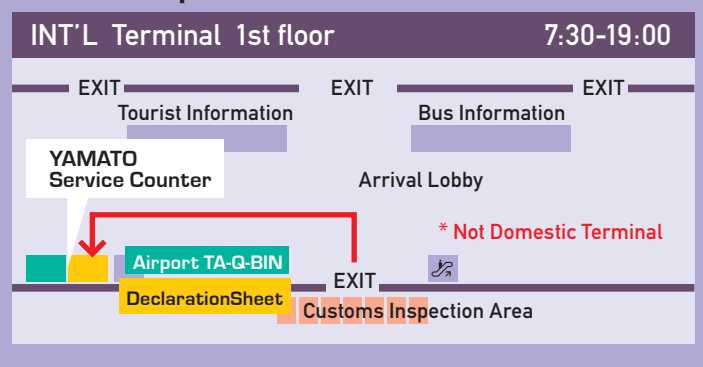 INT'L Terminal 1st floor 7:30-19:00
EXIT EXIT EXIT
Tourist Information Bus Information
YAMATO
Service Counter
Arrival Lobby
* Not Domestic Terminal
Airport TA-Q-BIN
EXIT
DeclarationSheet
Customs Inspection Area